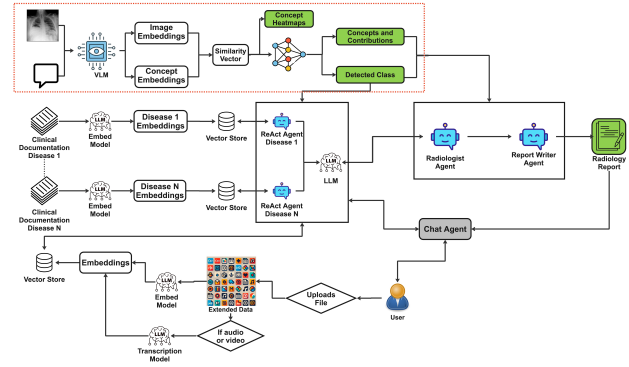 Concept
Heatmaps
Image
Embeddings
Similarity
Vector
Concepts and
Contributions
VLM
Concept
Embeddings
Detected Class
Disease 1
Embeddings
LLM
Clinical
Documentation
Disease 1
Embed
Model
Vector Store
ReAct Agent
Disease 1
LLM
Radiologist
Agent
Report Writer
Agent
Radiology
Report
Disease N
Embeddings
LLM
Clinical
Documentation
Disease N
Embed
Model
Vector Store
ReAct Agent
Disease N
Chat Agent
Vector Store
Embeddings
LLM
Embed
Model
Extended Data
Uploads
File
User
LLM
Transcription
Model
If audio
or video